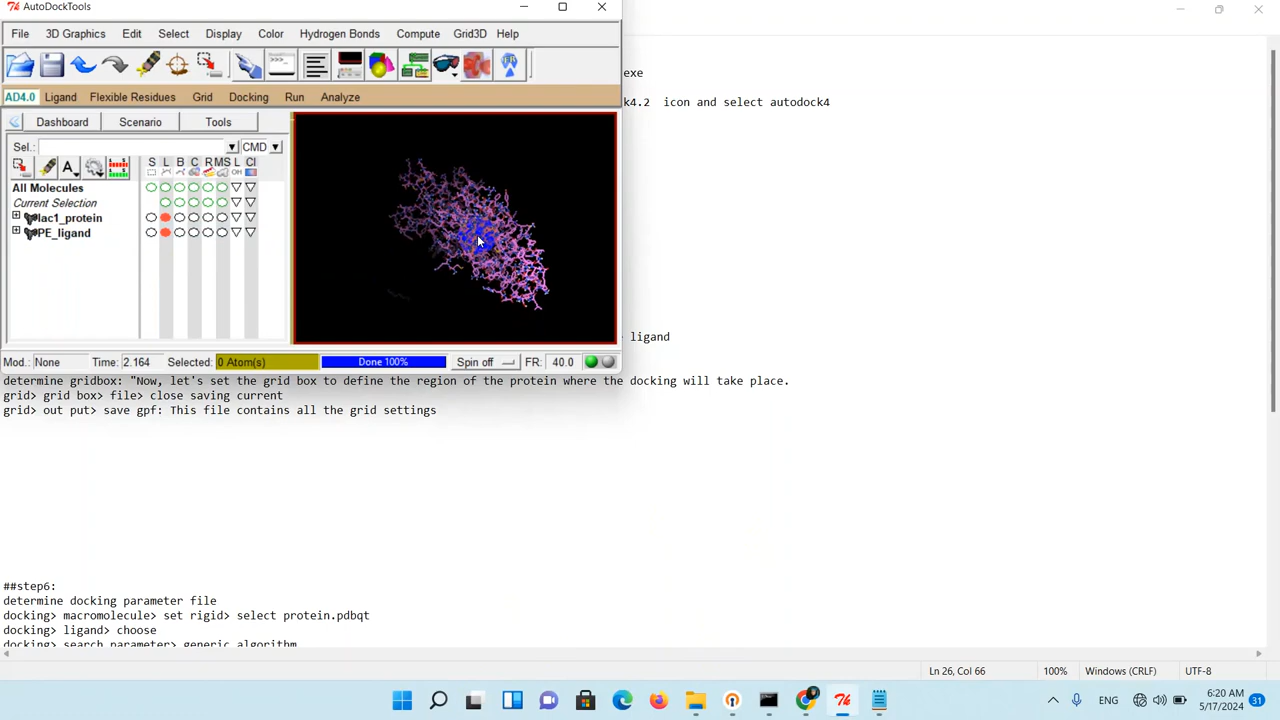 AutoDockTools
File 3D Graphics Edit Select Display Color Hydrogen Bonds Compute Grid3D Help
exe
AD4.0 Ligand Flexible Residues Grid Docking Run Analyze
k4.2 icon and select autodock4
Dashboard Scenario Tools
Sel.: CMD
S L B C R MS L Cl
All Molecules
Current Selection
lac1_protein
PE_ligand
ligand
Mod.: None Time: 2.164 Selected: 0 Atom(s) Done 100% Spin off FR: 40.0
determine gridbox: "Now, let's set the grid box to define the region of the protein where the docking will take place.
grid> grid box> file> close saving current
grid> out put> save gpf: This file contains all the grid settings
##step6:
determine docking parameter file
docking> macromolecule> set rigid> select protein.pdbqt
docking> ligand> choose
docking> search parameter> generic algorithm
Ln 26, Col 66 100% Windows (CRLF) UTF-8
ENG 6:20 AM
5/17/2024 31